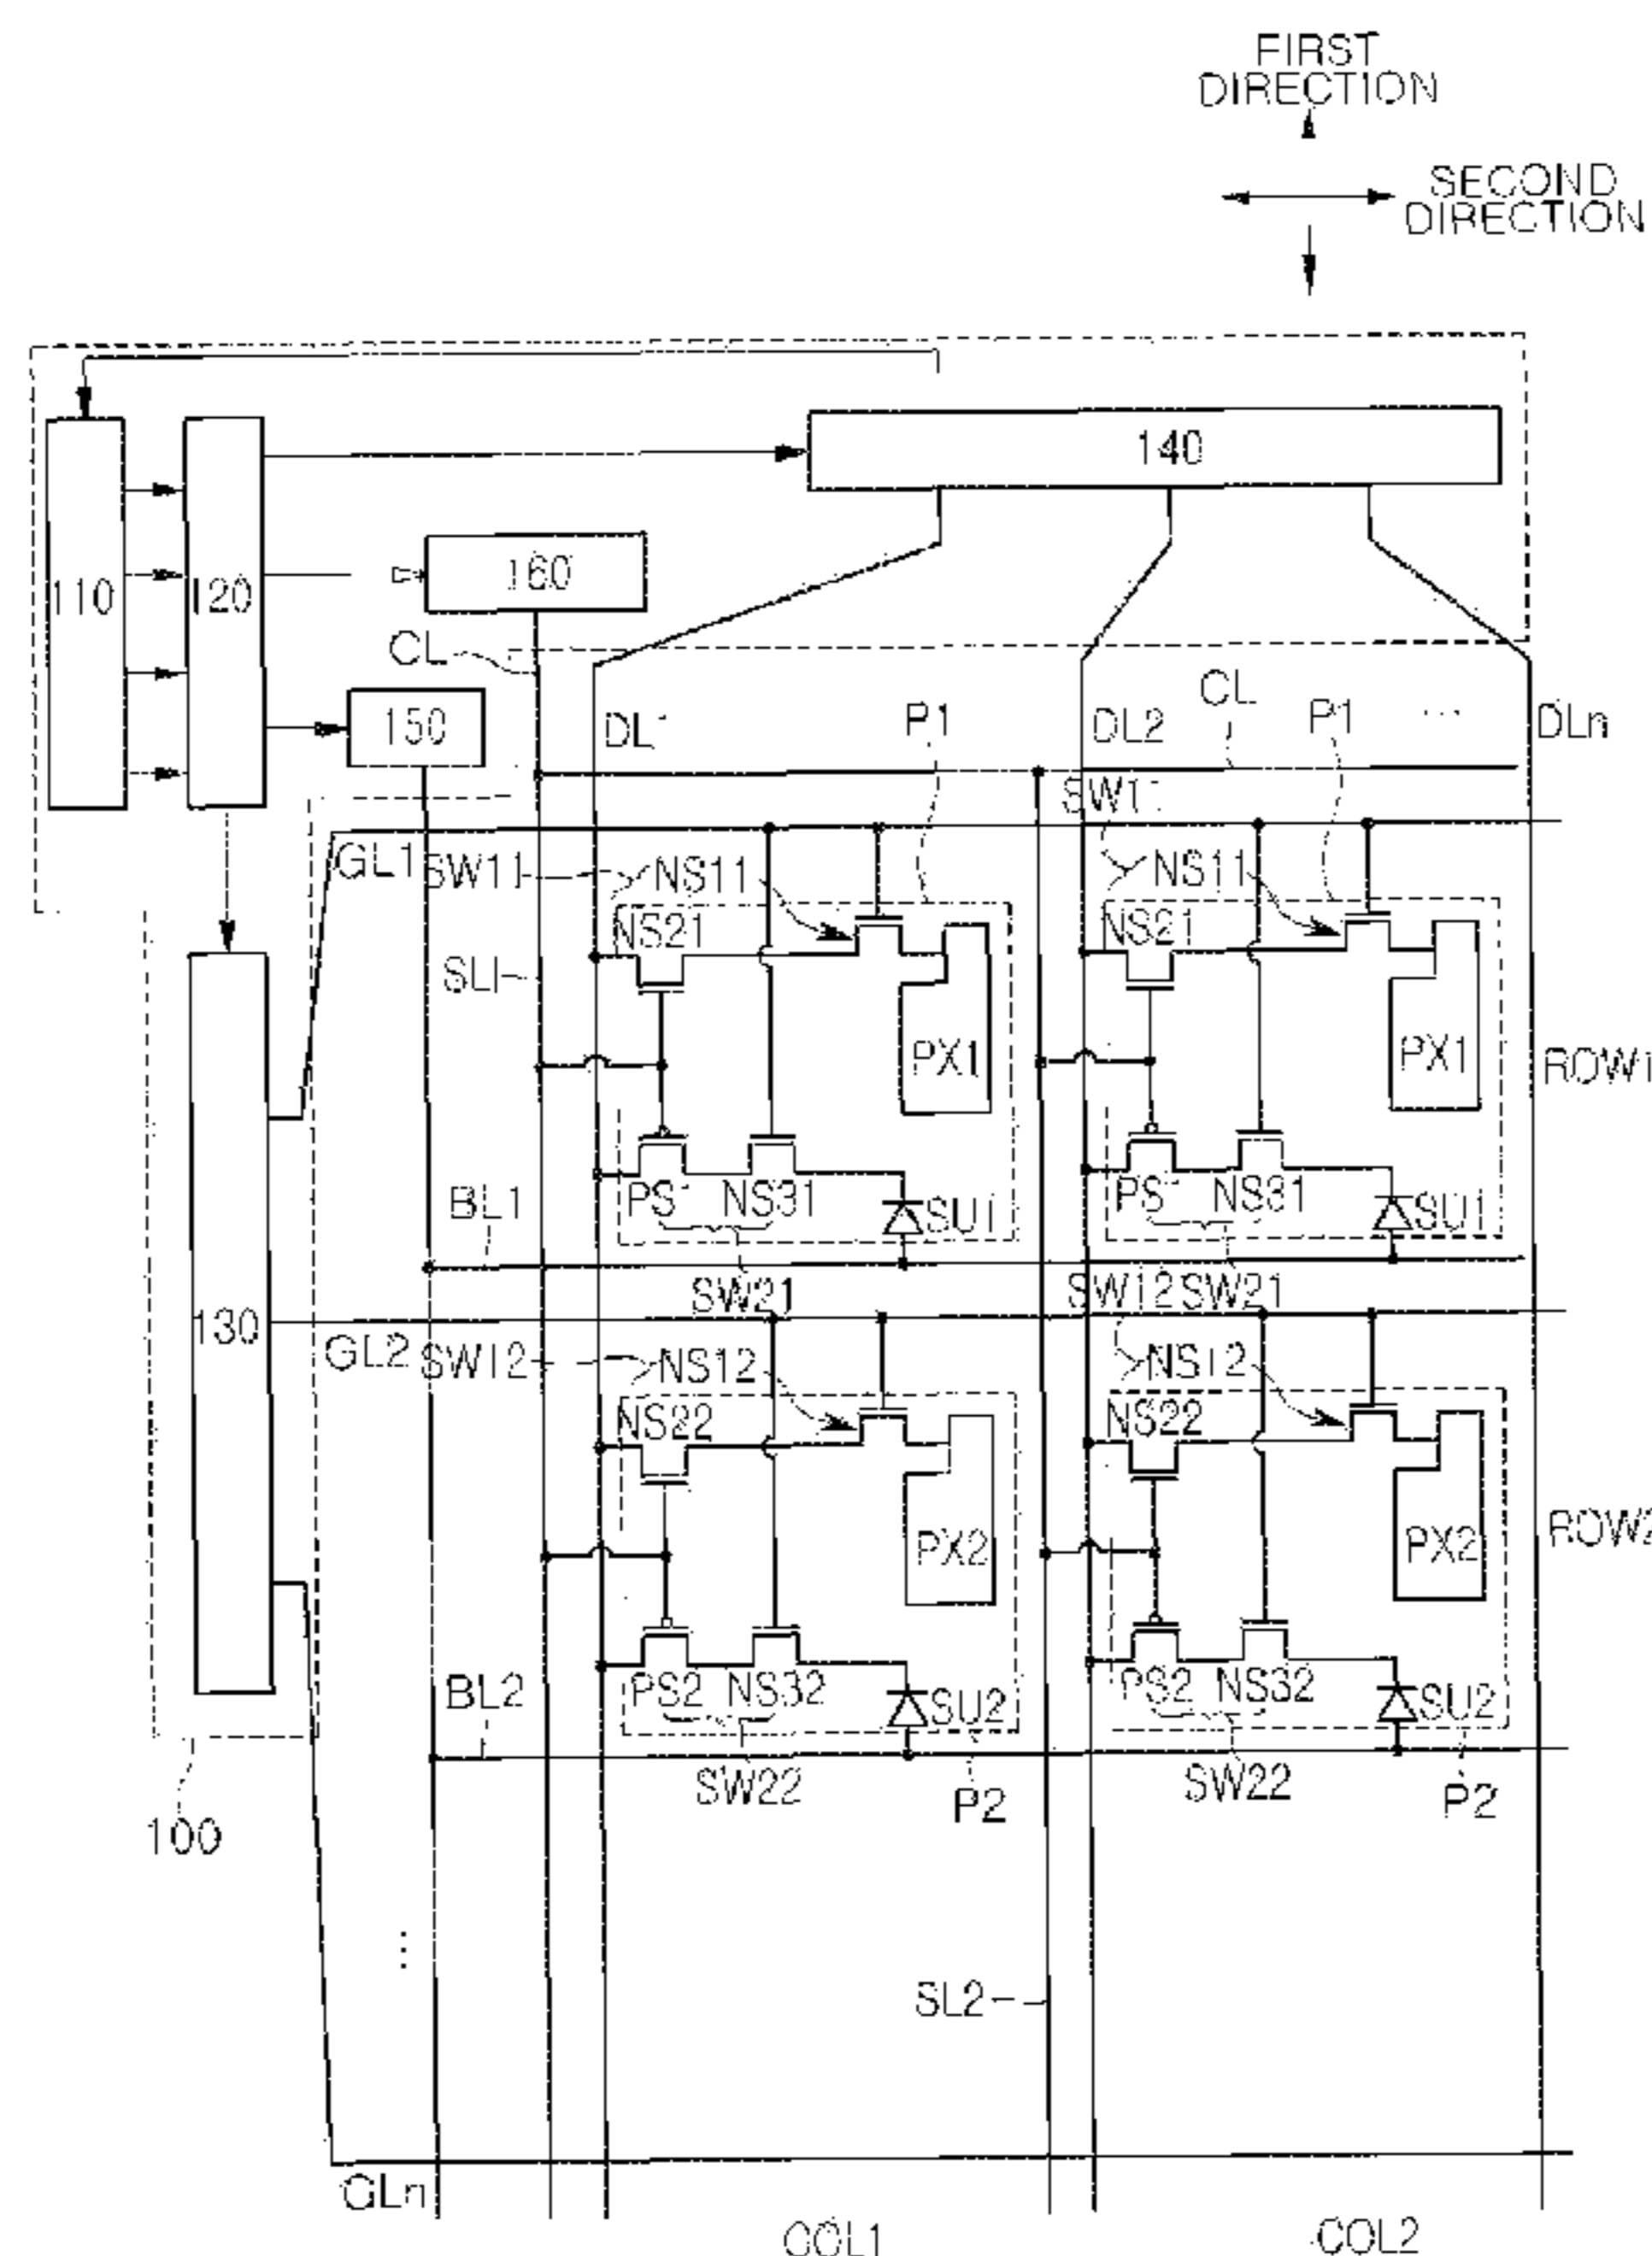 FIRST
DIRECTION
SECOND
DIRECTION
140
110
120
160
CL
150
DL1
P1
DL2
CL
P1
...
DLn
SW11
GL1
SW11
NS11
NS11
NS21
NS21
SL1
PX1
PX1
ROW1
PS1
NS31
SU1
PS1
NS31
SU1
BL1
SW21
SW12
SW21
130
GL2
SW12
NS12
NS12
NS22
NS22
PX2
PX2
ROW2
BL2
PS2
NS32
SU2
PS2
NS32
SU2
SW22
P2
SW22
P2
100
...
SL2
GLn
COL1
COL2